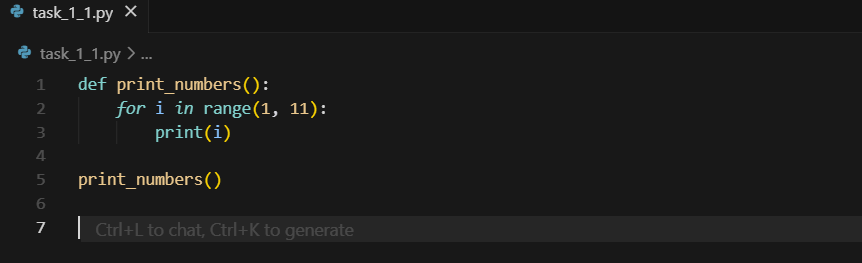 task_1_1.py ×
task_1_1.py > ...
1 def print_numbers():
2     for i in range(1, 11):
3         print(i)
4
5 print_numbers()
6
7 Ctrl+L to chat, Ctrl+K to generate